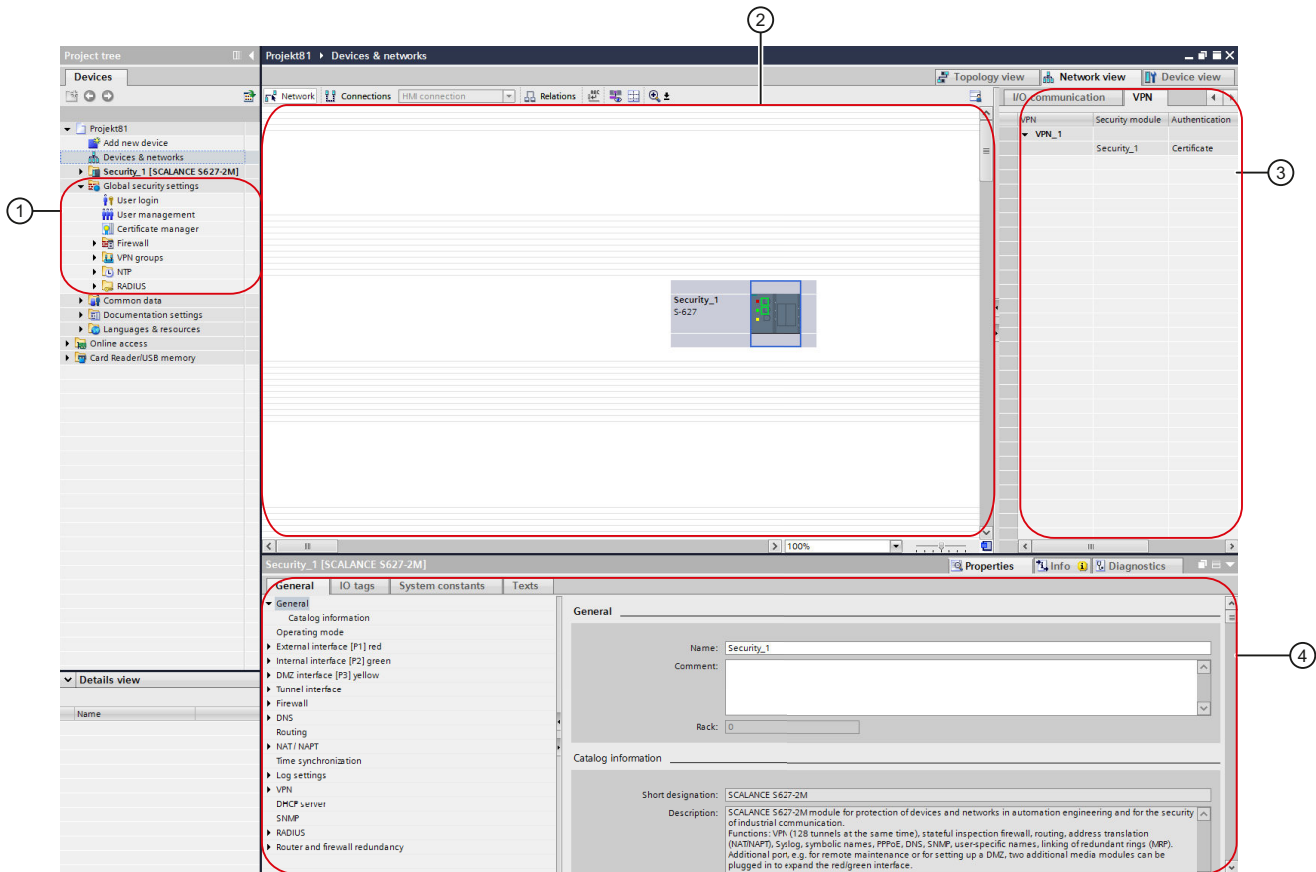 2
Project tree
Projekt81 ▸ Devices & networks
Devices
Topology view
Network view
Device view
Network
Connections
HMI connection
Relations
I/O communication
VPN
VPN
Security module
Authentication
VPN_1
Security_1
Certificate
3
Projekt81
Add new device
Devices & networks
Security_1 [SCALANCE S627-2M]
Global security settings
1
User login
User management
Certificate manager
Firewall
VPN groups
NTP
RADIUS
Common data
Documentation settings
Languages & resources
Online access
Card Reader/USB memory
Security_1
S-627
100%
Security_1 [SCALANCE S627-2M]
Properties
Info
Diagnostics
General
IO tags
System constants
Texts
General
Catalog information
Operating mode
External interface [P1] red
Internal interface [P2] green
DMZ interface [P3] yellow
Tunnel interface
Firewall
DNS
Routing
NAT/ NAPT
Time synchronization
Log settings
VPN
DHCP server
SNMP
RADIUS
Router and firewall redundancy
General
Name: Security_1
Comment:
4
Rack: 0
Catalog information
Short designation: SCALANCE S627-2M
Description: SCALANCE S627-2M module for protection of devices and networks in automation engineering and for the security
of industrial communication.
Functions: VPN (128 tunnels at the same time), stateful inspection firewall, routing, address translation
(NAT/NAPT), Syslog, symbolic names, PPPoE, DNS, SNMP, user-specific names, linking of redundant rings (MRP).
Additional port, e.g. for remote maintenance or for setting up a DMZ, two additional media modules can be
plugged in to expand the red/green interface.
Details view
Name